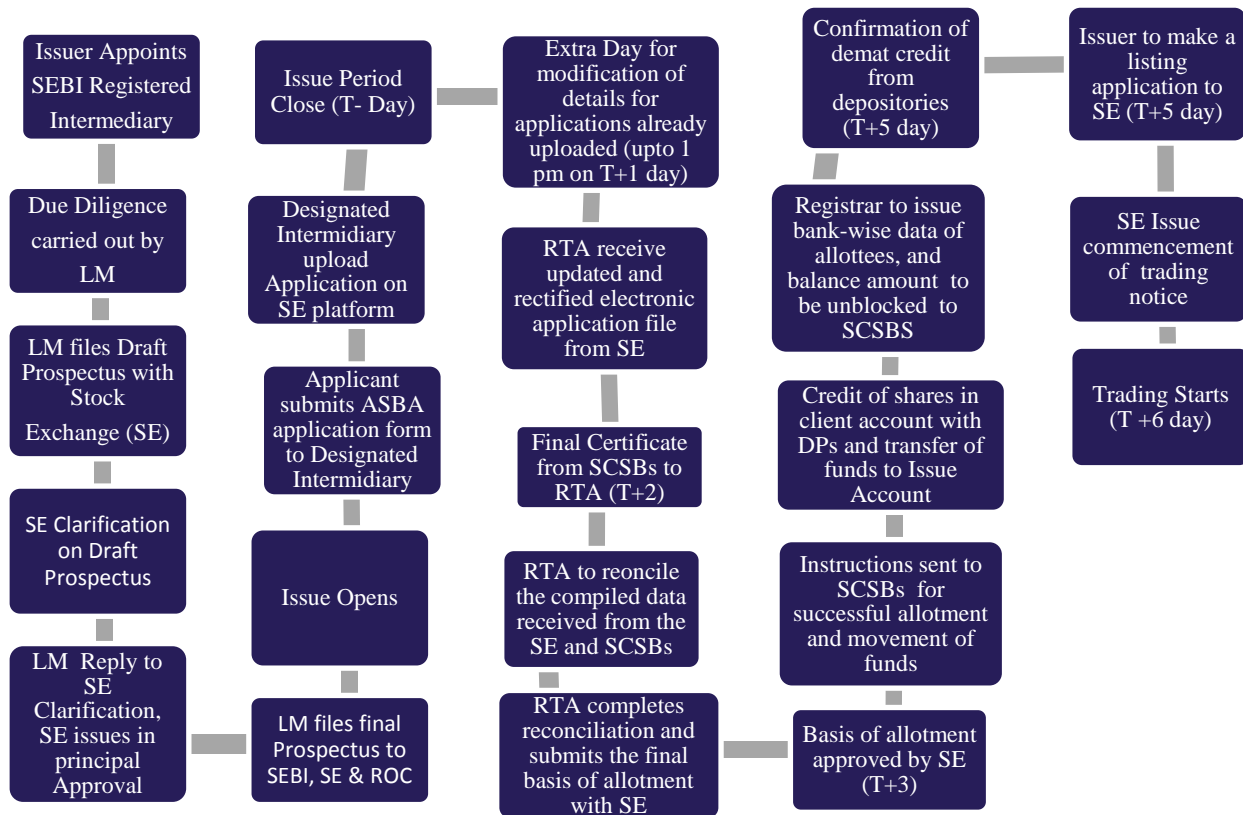 Issuer Appoints
SEBI Registered
Intermediary
Due Diligence
carried out by
LM
LM files Draft
Prospectus with
Stock
Exchange (SE)
SE Clarification
on Draft
Prospectus
LM Reply to
SE
Clarification,
SE issues in
principal
Approval
LM files final
Prospectus to
SEBI, SE & ROC
Issue Opens
Applicant
submits ASBA
application form
to Designated
Intermidiary
Designated
Intermidiary
upload
Application on
SE platform
Issue Period
Close (T- Day)
Extra Day for
modification of
details for
applications already
uploaded (upto 1
pm on T+1 day)
RTA receive
updated and
rectified electronic
application file
from SE
Final Certificate
from SCSBs to
RTA (T+2)
RTA to reconcile
the compiled data
received from the
SE and SCSBs
RTA completes
reconciliation and
submits the final
basis of allotment
with SE
Basis of allotment
approved by SE
(T+3)
Instructions sent to
SCSBs for
successful allotment
and movement of
funds
Credit of shares in
client account with
DPs and transfer of
funds to Issue
Account
Registrar to issue
bank-wise data of
allottees, and
balance amount to
be unblocked to
SCSBS
Confirmation of
demat credit
from
depositories
(T+5 day)
Issuer to make a
listing
application to
SE (T+5 day)
SE Issue
commencement
of trading
notice
Trading Starts
(T +6 day)